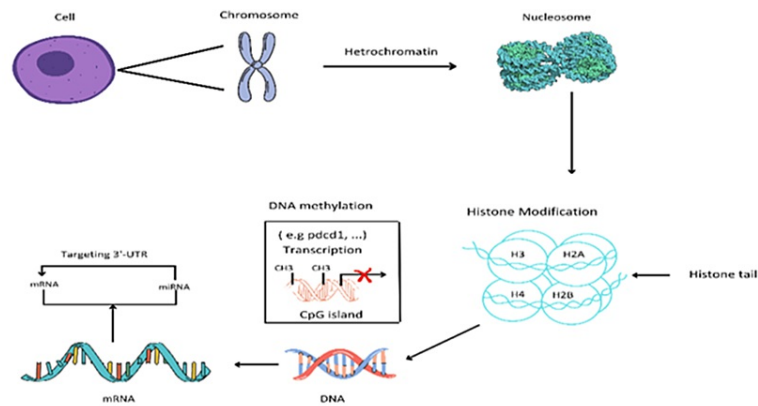 Cell
Chromosome
Nucleosome
Hetrochromatin
DNA methylation
( e.g pdcd1, ...)
Transcription
CH3 CH3
CpG island
Histone Modification
H3 H2A
H4 H2B
Histone tail
Targeting 3'-UTR
mRNA miRNA
mRNA
DNA